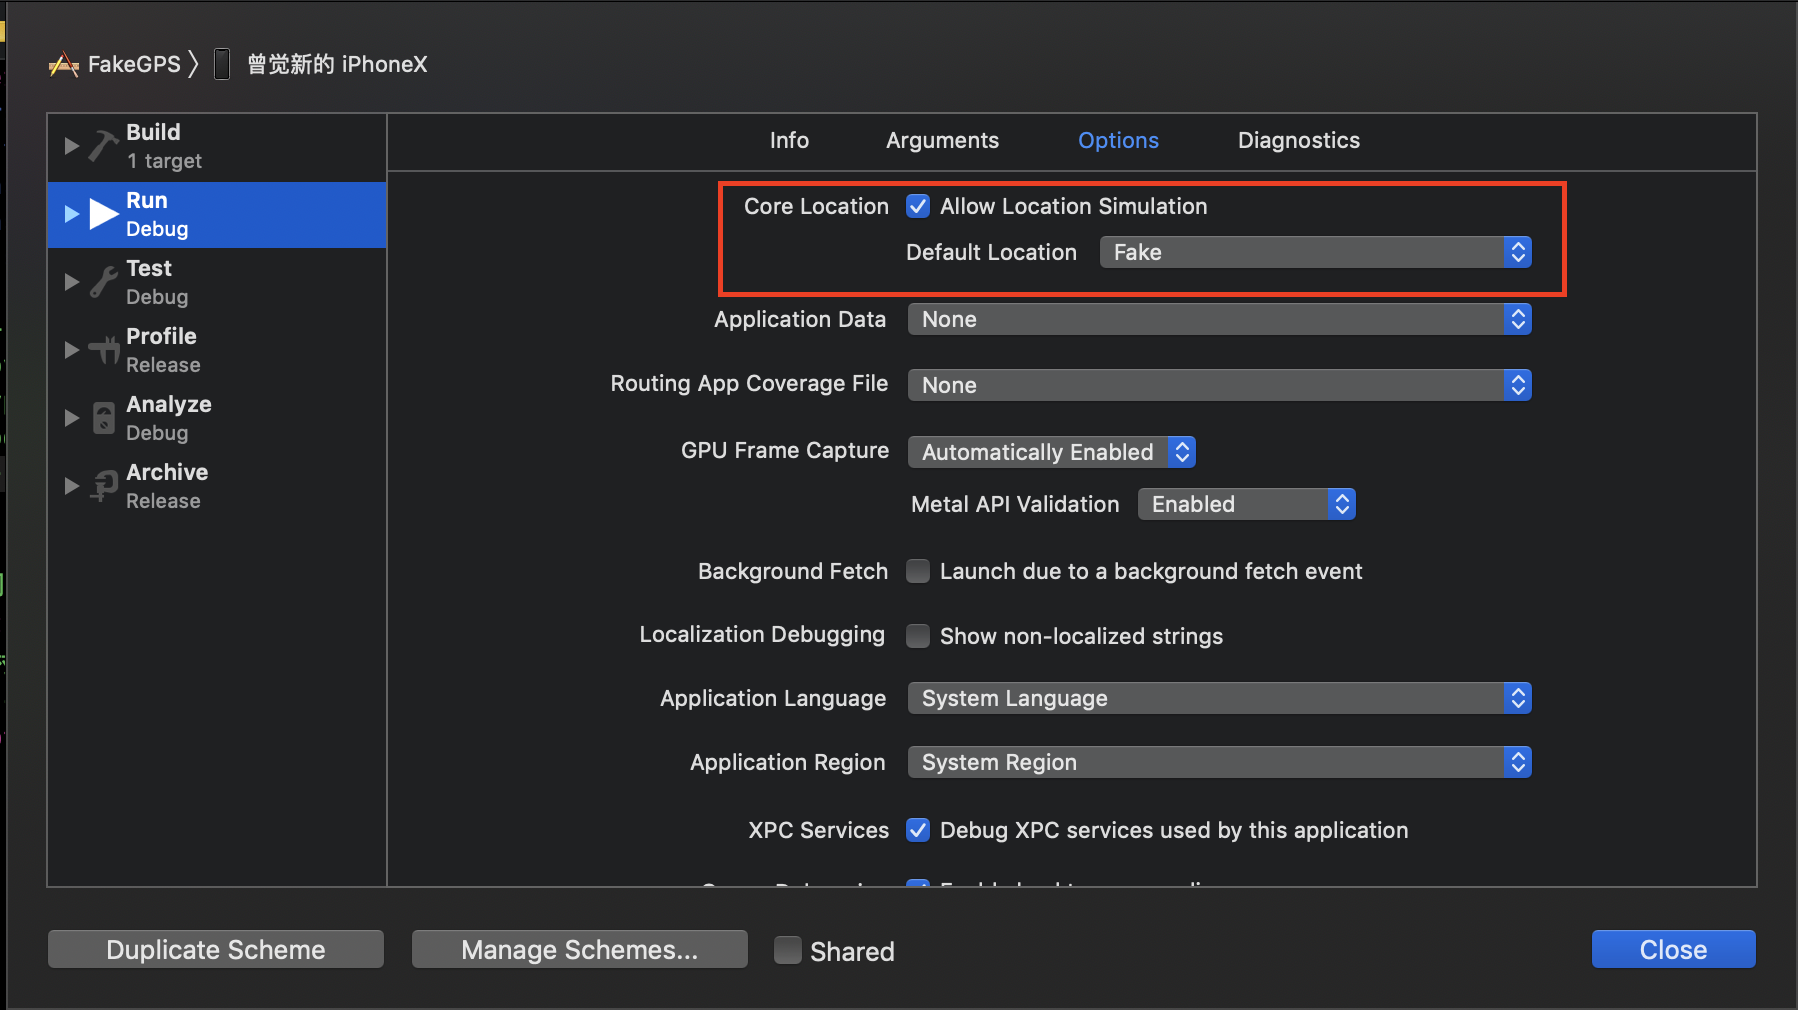 FakeGPS 〉 曾觉新的 iPhoneX
Build
1 target
Run
Debug
Test
Debug
Profile
Release
Analyze
Debug
Archive
Release
Info Arguments Options Diagnostics
Core Location Allow Location Simulation
Default Location Fake
Application Data None
Routing App Coverage File None
GPU Frame Capture Automatically Enabled
Metal API Validation Enabled
Background Fetch Launch due to a background fetch event
Localization Debugging Show non-localized strings
Application Language System Language
Application Region System Region
XPC Services Debug XPC services used by this application
Duplicate Scheme Manage Schemes... Shared Close